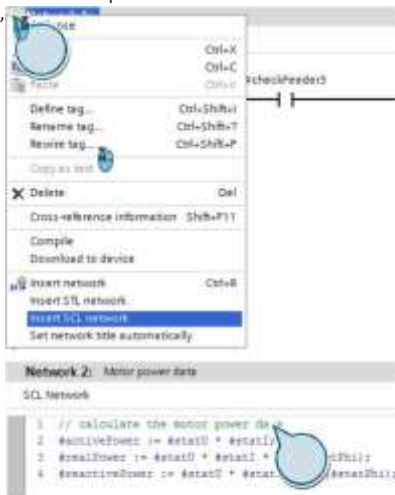 Ctrl+X
Ctrl+C
Paste Ctrl+V
#checkFeeder3
Define tag... Ctrl+Shift+I
Rename tag... Ctrl+Shift+T
Rewire tag... Ctrl+Shift+P
Copy as text
Delete Del
Cross-reference information Shift+F11
Compile
Download to device
Insert network Ctrl+R
Insert STL network
Insert SCL network
Set network title automatically
Network 2: Motor power data
SCL Network
1 // calculate the motor power
2 #activePower := #statU * #statI;
3 #realPower := #statU * #statI *
4 #reactivePower := #statU * #statPhi);